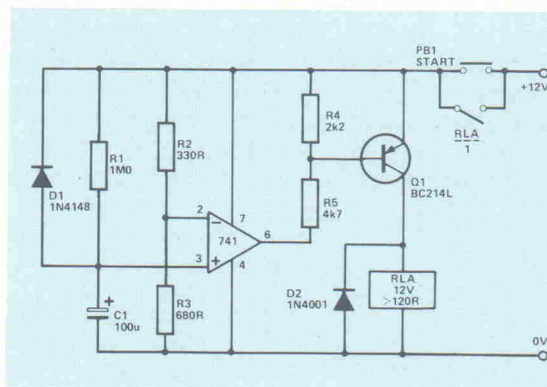 PB1
START
+12V
RLA
1
R4
2k2
R2
330R
R1
1M0
D1
1N4148
Q1
BC214L
R5
4k7
2
7
741
6
3
+
4
D2
1N4001
RLA
12V
>120R
R3
680R
+
C1
100u
0V